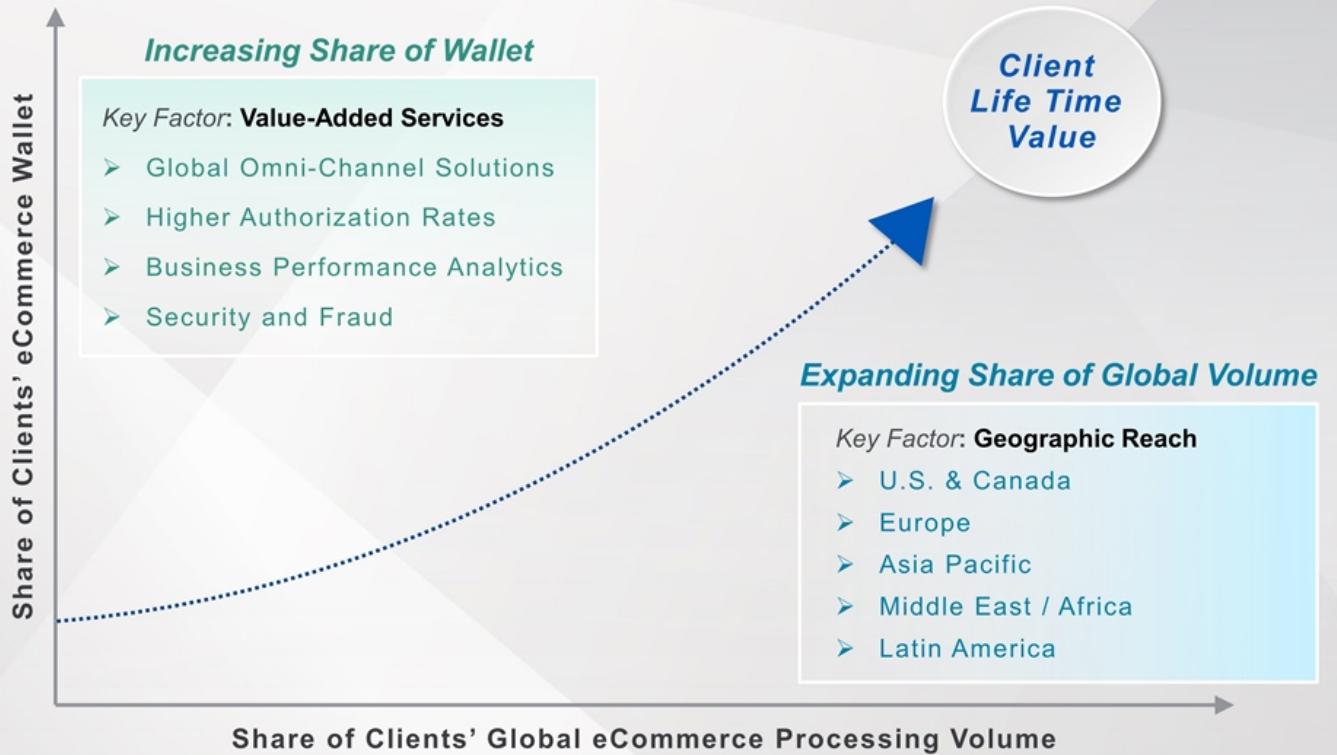 Share of Clients' eCommerce Wallet
Increasing Share of Wallet
Key Factor: Value-Added Services
➢ Global Omni-Channel Solutions
➢ Higher Authorization Rates
➢ Business Performance Analytics
➢ Security and Fraud
Client
Life Time
Value
Expanding Share of Global Volume
Key Factor: Geographic Reach
➢ U.S. & Canada
➢ Europe
➢ Asia Pacific
➢ Middle East / Africa
➢ Latin America
Share of Clients' Global eCommerce Processing Volume